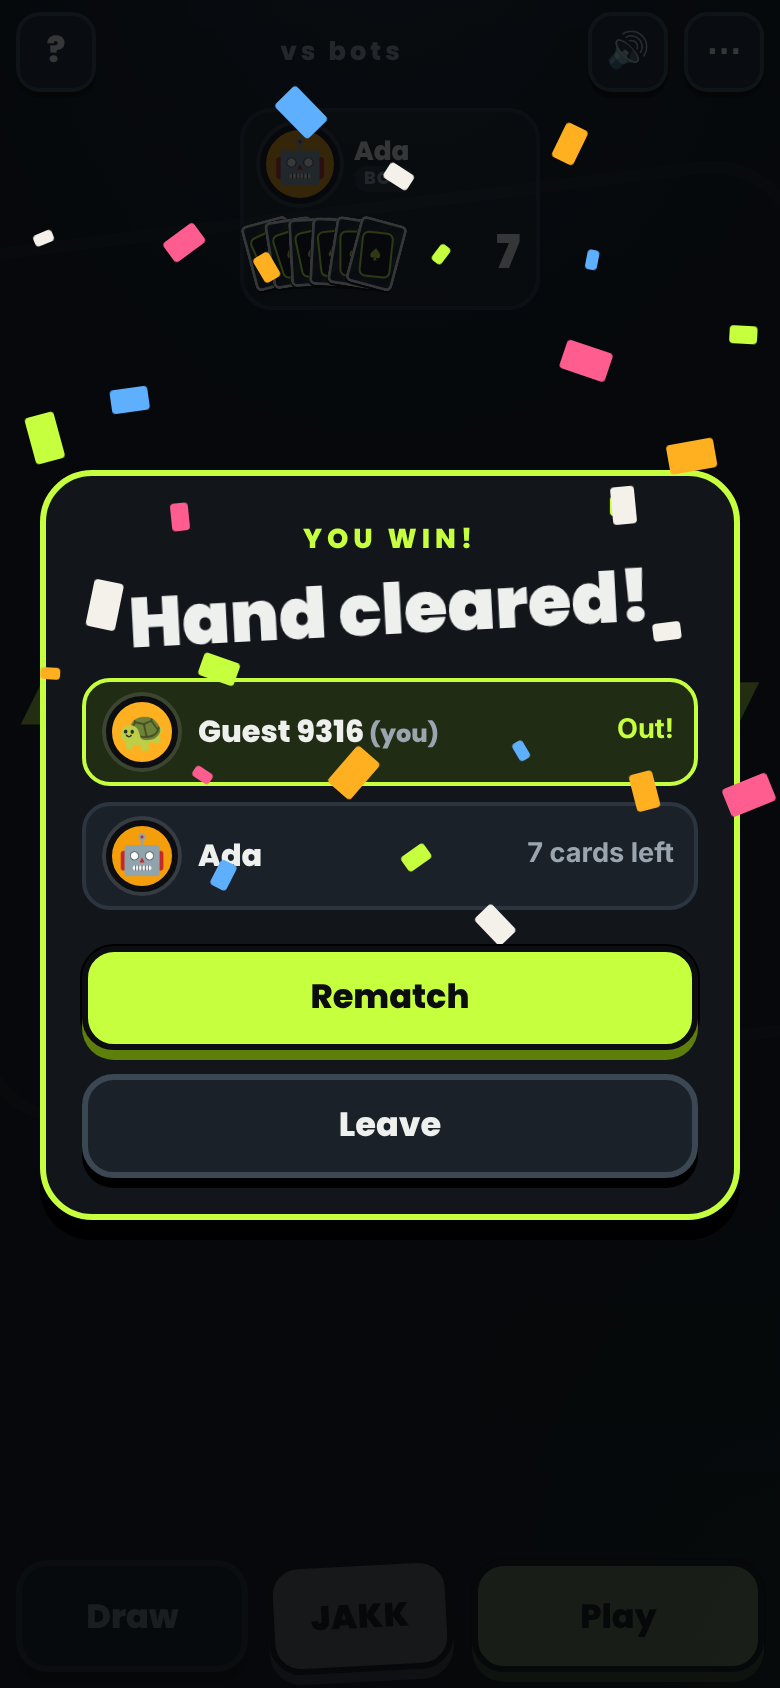 ?
vs bots
...
Ada
7
YOU WIN!
Hand cleared!
Guest 9316 (you)
Out!
Ada
7 cards left
Rematch
Leave
Draw
JAKK
Play